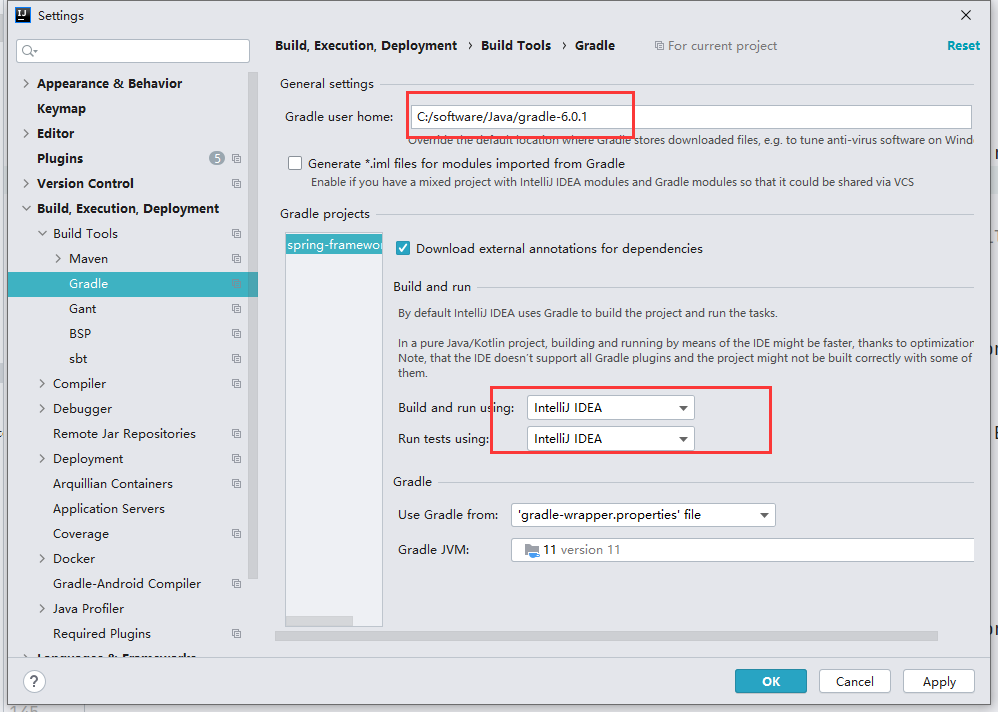 Settings
Build, Execution, Deployment › Build Tools › Gradle
For current project
Reset
Appearance & Behavior
Keymap
Editor
Plugins
5
Version Control
Build, Execution, Deployment
Build Tools
Maven
Gradle
Gant
BSP
sbt
Compiler
Debugger
Remote Jar Repositories
Deployment
Arquillian Containers
Application Servers
Coverage
Docker
Gradle-Android Compiler
Java Profiler
Required Plugins
Languages & Frameworks
General settings
Gradle user home: C:/software/Java/gradle-6.0.1
Override the default location where Gradle stores downloaded files, e.g. to tune anti-virus software on Wind
Generate *.iml files for modules imported from Gradle
Enable if you have a mixed project with IntelliJ IDEA modules and Gradle modules so that it could be shared via VCS
Gradle projects
spring-framewor
Download external annotations for dependencies
Build and run
By default IntelliJ IDEA uses Gradle to build the project and run the tasks.
In a pure Java/Kotlin project, building and running by means of the IDE might be faster, thanks to optimization
Note, that the IDE doesn't support all Gradle plugins and the project might not be built correctly with some of
them.
Build and run using: IntelliJ IDEA
Run tests using: IntelliJ IDEA
Gradle
Use Gradle from: 'gradle-wrapper.properties' file
Gradle JVM: 11 version 11
?
OK
Cancel
Apply
145